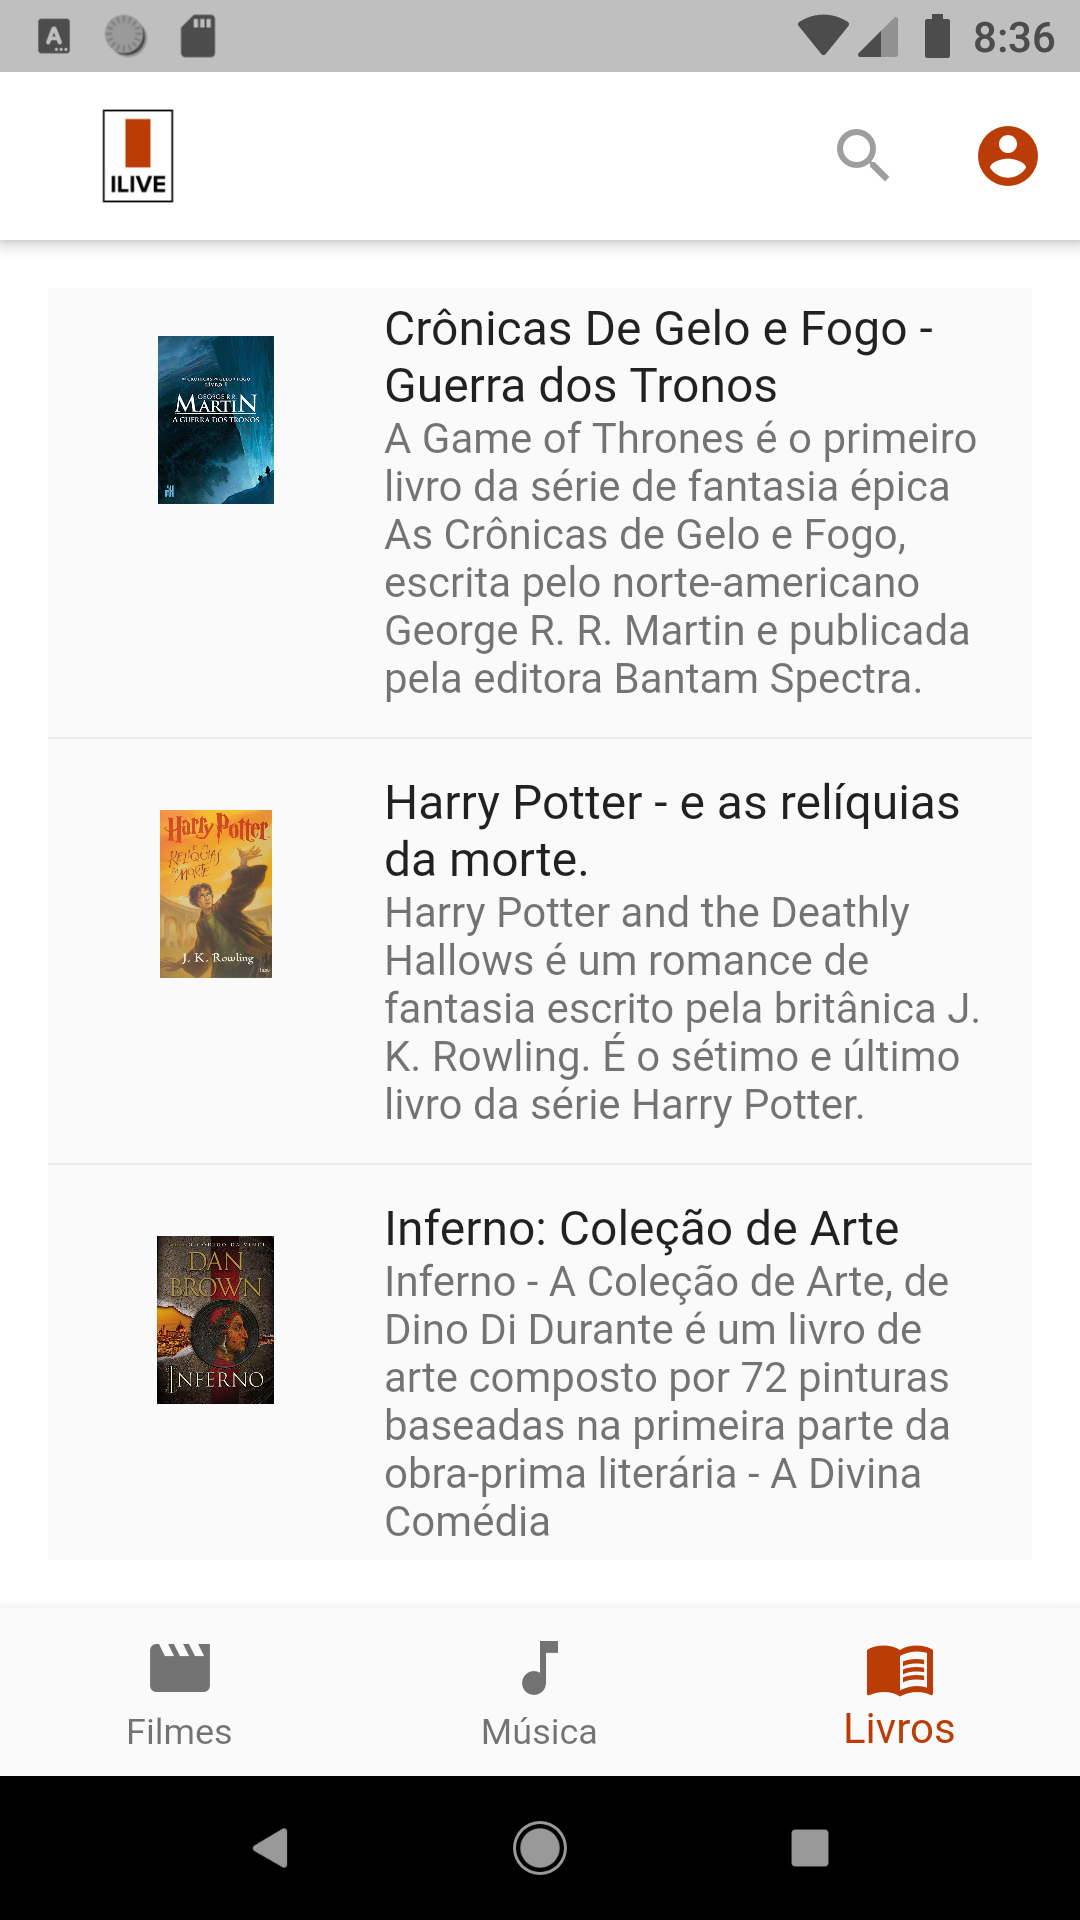 8:36
ILIVE
Crônicas De Gelo e Fogo -
Guerra dos Tronos
A Game of Thrones é o primeiro
livro da série de fantasia épica
As Crônicas de Gelo e Fogo,
escrita pelo norte-americano
George R. R. Martin e publicada
pela editora Bantam Spectra.
GEORGE R.R.
MARTIN
A GUERRA DOS TRONOS
Harry Potter - e as relíquias
da morte.
Harry Potter and the Deathly
Hallows é um romance de
fantasia escrito pela britânica J.
K. Rowling. É o sétimo e último
livro da série Harry Potter.
Harry Potter
E AS
RELÍQUIAS
DA MORTE
J. K. Rowling
Inferno: Coleção de Arte
Inferno - A Coleção de Arte, de
Dino Di Durante é um livro de
arte composto por 72 pinturas
baseadas na primeira parte da
obra-prima literária - A Divina
Comédia
DAN
BROWN
INFERNO
Filmes
Música
Livros